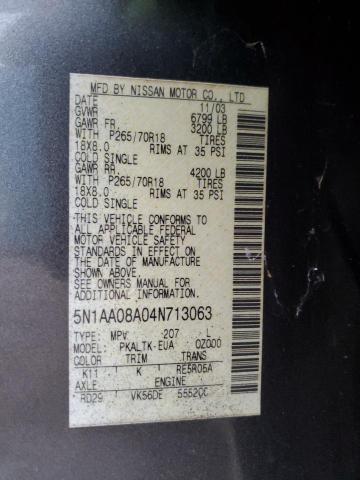 MFD BY NISSAN MOTOR CO., LTD
DATE 11/03
GVWR 6799 LB
GAWR FR. 3200 LB
WITH P265/70R18 TIRES
18X8.0 RIMS AT 35 PSI
COLD SINGLE
GAWR RR. 4200 LB
WITH P265/70R18 TIRES
18X8.0 RIMS AT 35 PSI
COLD SINGLE
THIS VEHICLE CONFORMS TO
ALL APPLICABLE FEDERAL
MOTOR VEHICLE SAFETY
STANDARDS IN EFFECT ON THE
DATE OF MFR. SHOWN ABOVE.
SEE OWNERS MANUAL FOR
ADDITIONAL INFORMATION.
5N1AA08A04N713063
TYPE: MPV 207 L
MODEL: PKALTK-EUA 0Z000
COLOR TRIM TRANS
K11 K RE5R05A
AXLE ENGINE
RD29 VK56DE 5552CC